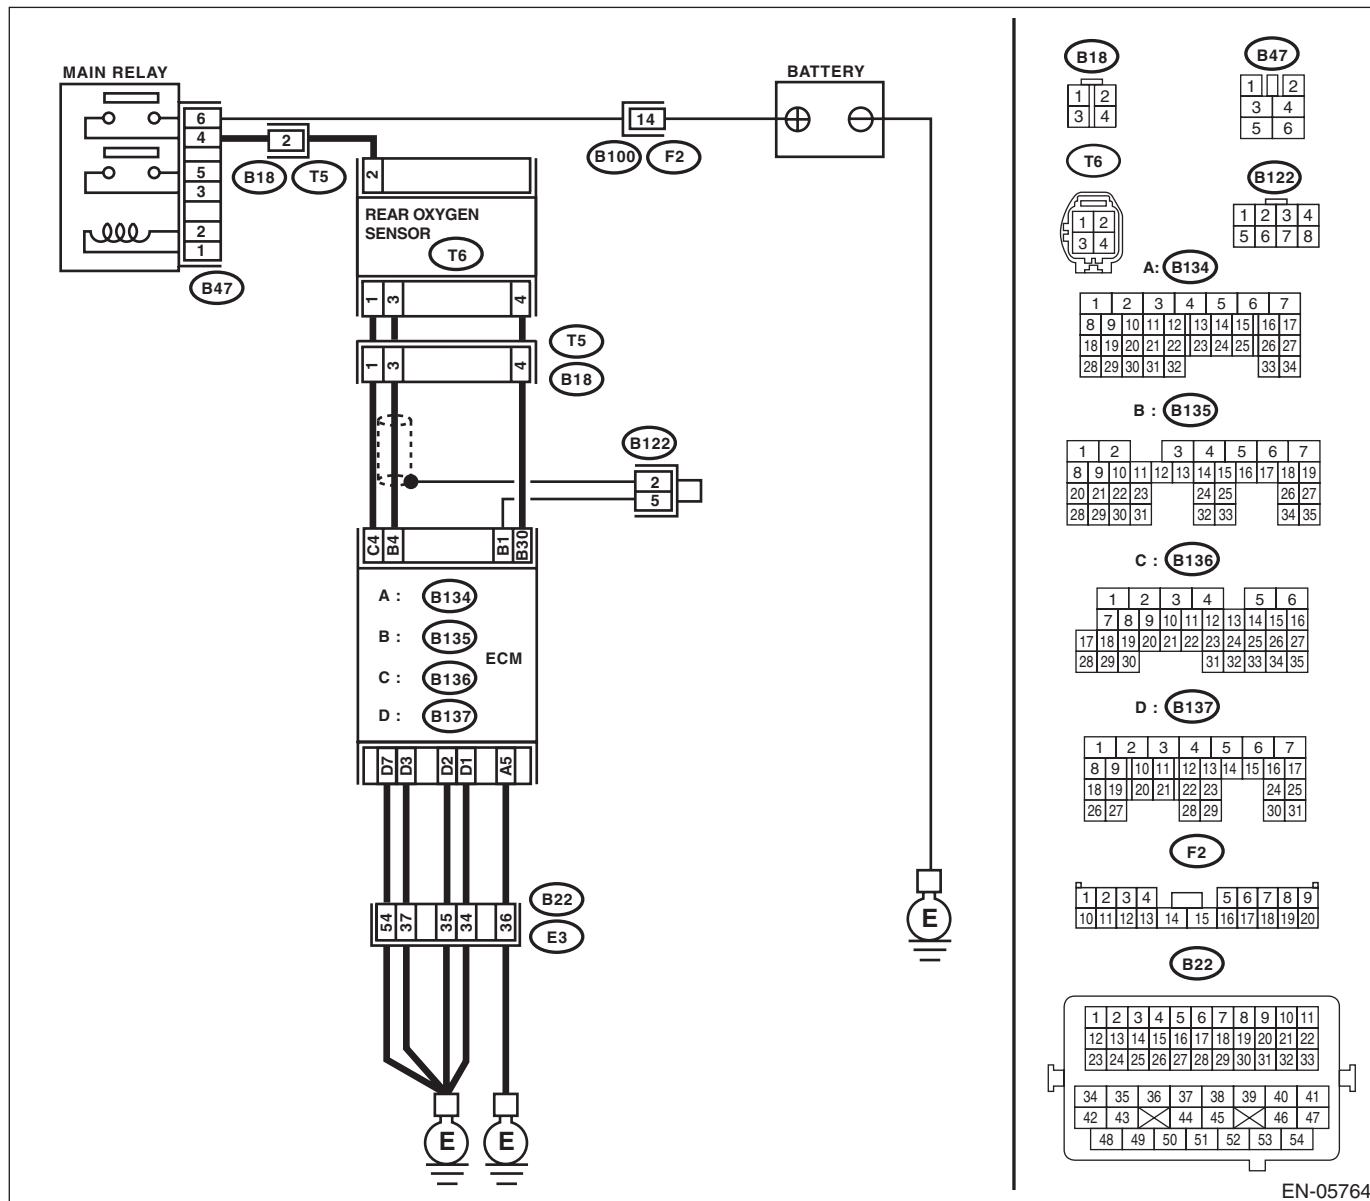 MAIN RELAY
6
4
5
3
2
1
B47
2
B18 T5
14
B100 F2
BATTERY
2
REAR OXYGEN
SENSOR
T6
1 3 4
T5
1 3 4
B18
B122
2
5
C4 B4 B1 B30
A : B134
B : B135
ECM
C : B136
D : B137
D7 D3 D2 D1 A5
B22
54 37 35 34 36
E3
E
E E
B18
1 2
3 4
B47
1 2
3 4
5 6
T6
1 2
3 4
B122
1 2 3 4
5 6 7 8
A: B134
1 2 3 4 5 6 7
8 9 10 11 12 13 14 15 16 17
18 19 20 21 22 23 24 25 26 27
28 29 30 31 32 33 34
B : B135
1 2 3 4 5 6 7
8 9 10 11 12 13 14 15 16 17 18 19
20 21 22 23 24 25 26 27
28 29 30 31 32 33 34 35
C : B136
1 2 3 4 5 6
7 8 9 10 11 12 13 14 15 16
17 18 19 20 21 22 23 24 25 26 27
28 29 30 31 32 33 34 35
D : B137
1 2 3 4 5 6 7
8 9 10 11 12 13 14 15 16 17
18 19 20 21 22 23 24 25
26 27 28 29 30 31
F2
1 2 3 4 5 6 7 8 9
10 11 12 13 14 15 16 17 18 19 20
B22
1 2 3 4 5 6 7 8 9 10 11
12 13 14 15 16 17 18 19 20 21 22
23 24 25 26 27 28 29 30 31 32 33
34 35 36 37 38 39 40 41
42 43 44 45 46 47
48 49 50 51 52 53 54
EN-05764